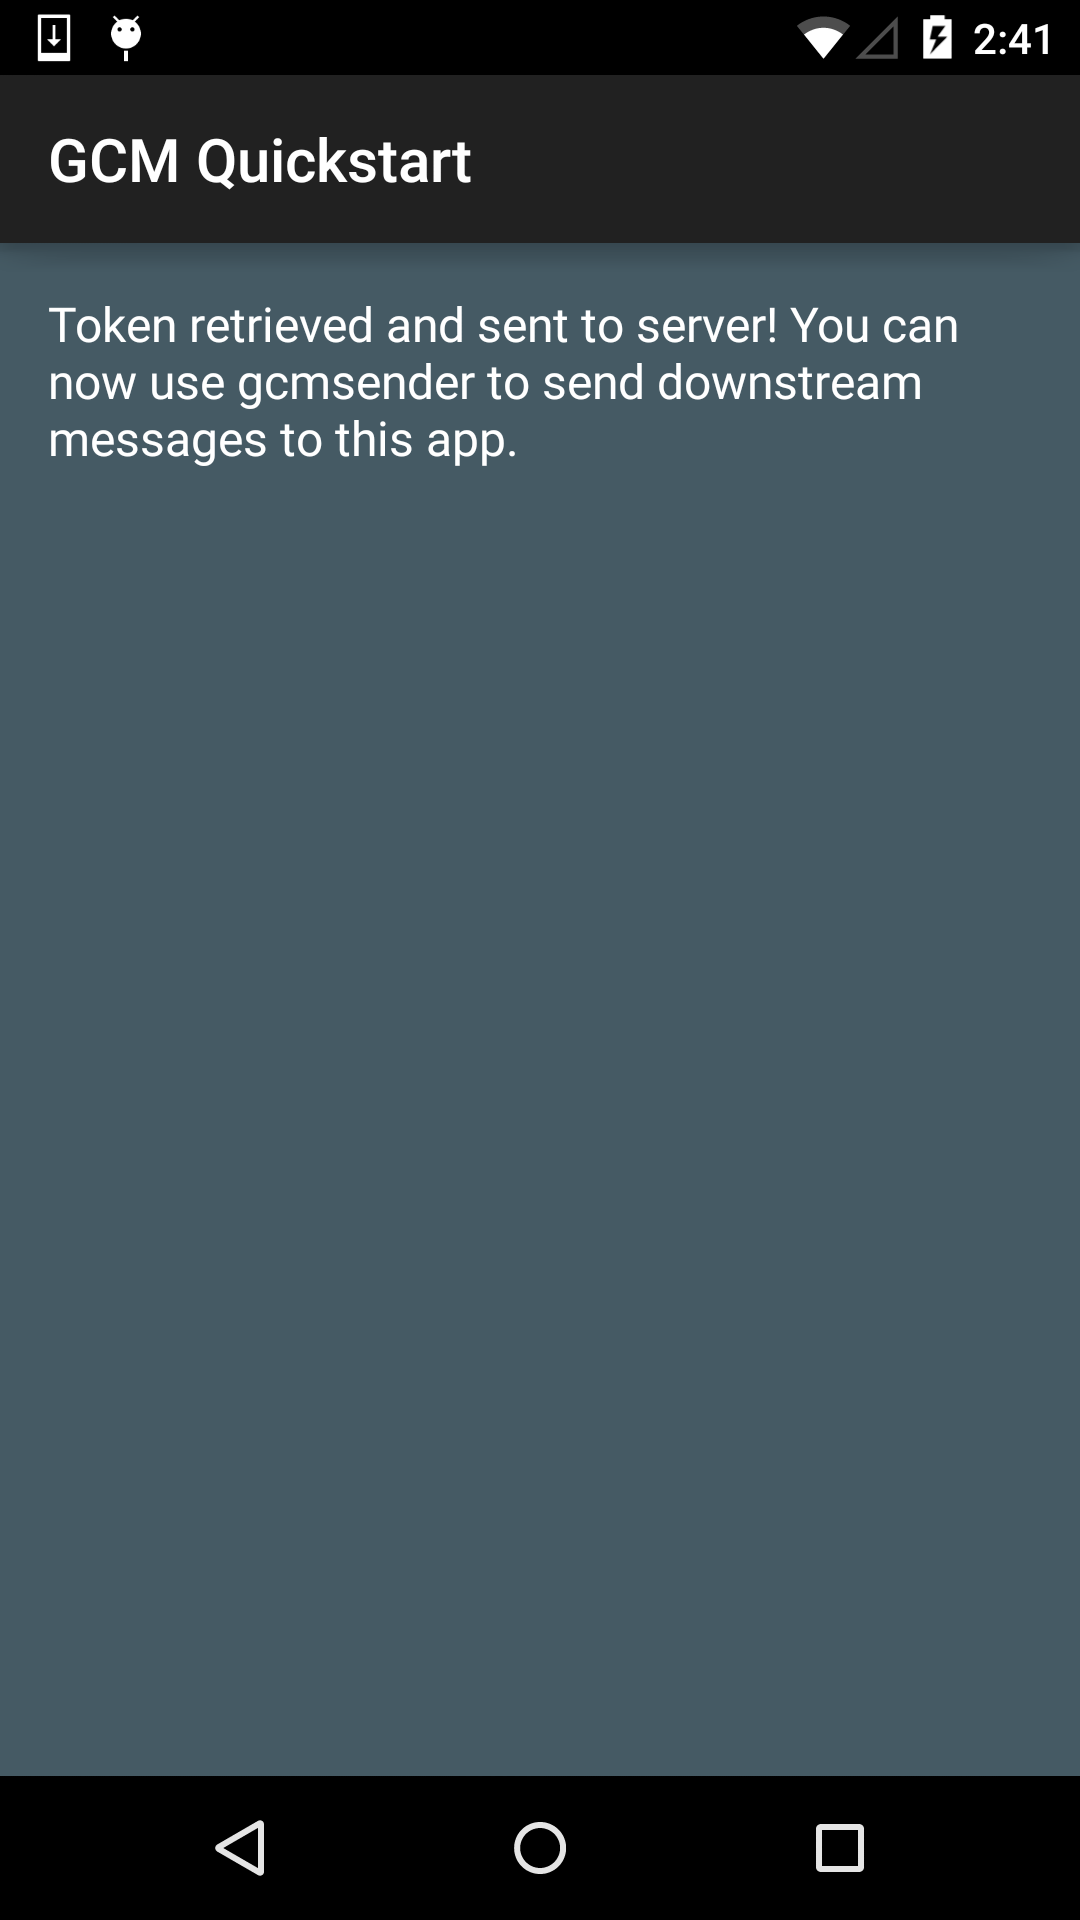 2:41
GCM Quickstart
Token retrieved and sent to server! You can
now use gcmsender to send downstream
messages to this app.